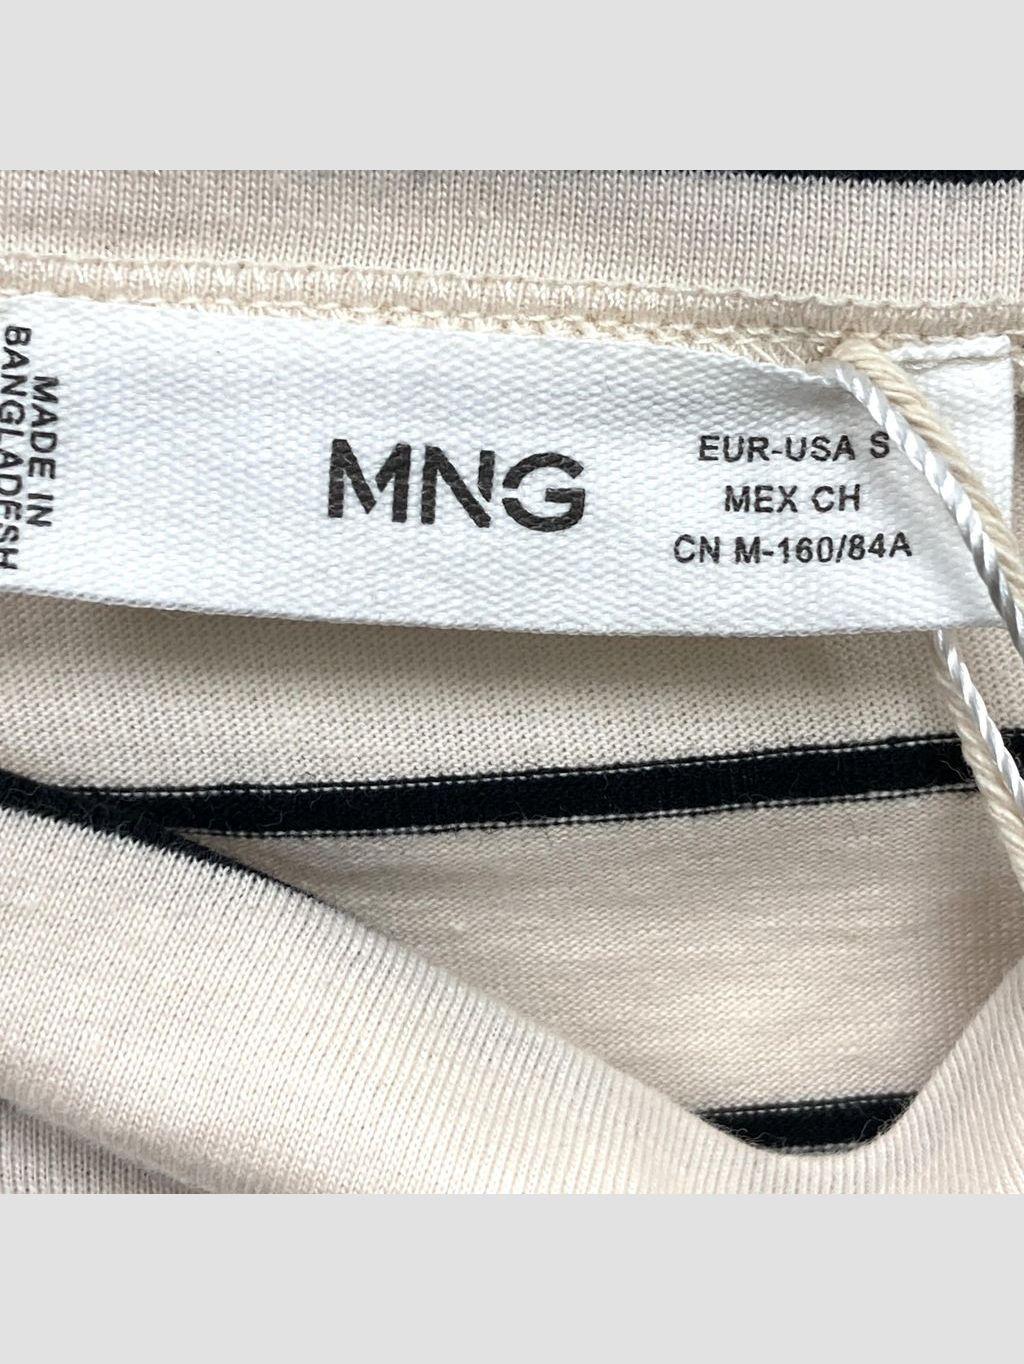 MADE IN
BANGLADESH
MNG
EUR-USA S
MEX CH
CN M-160/84A